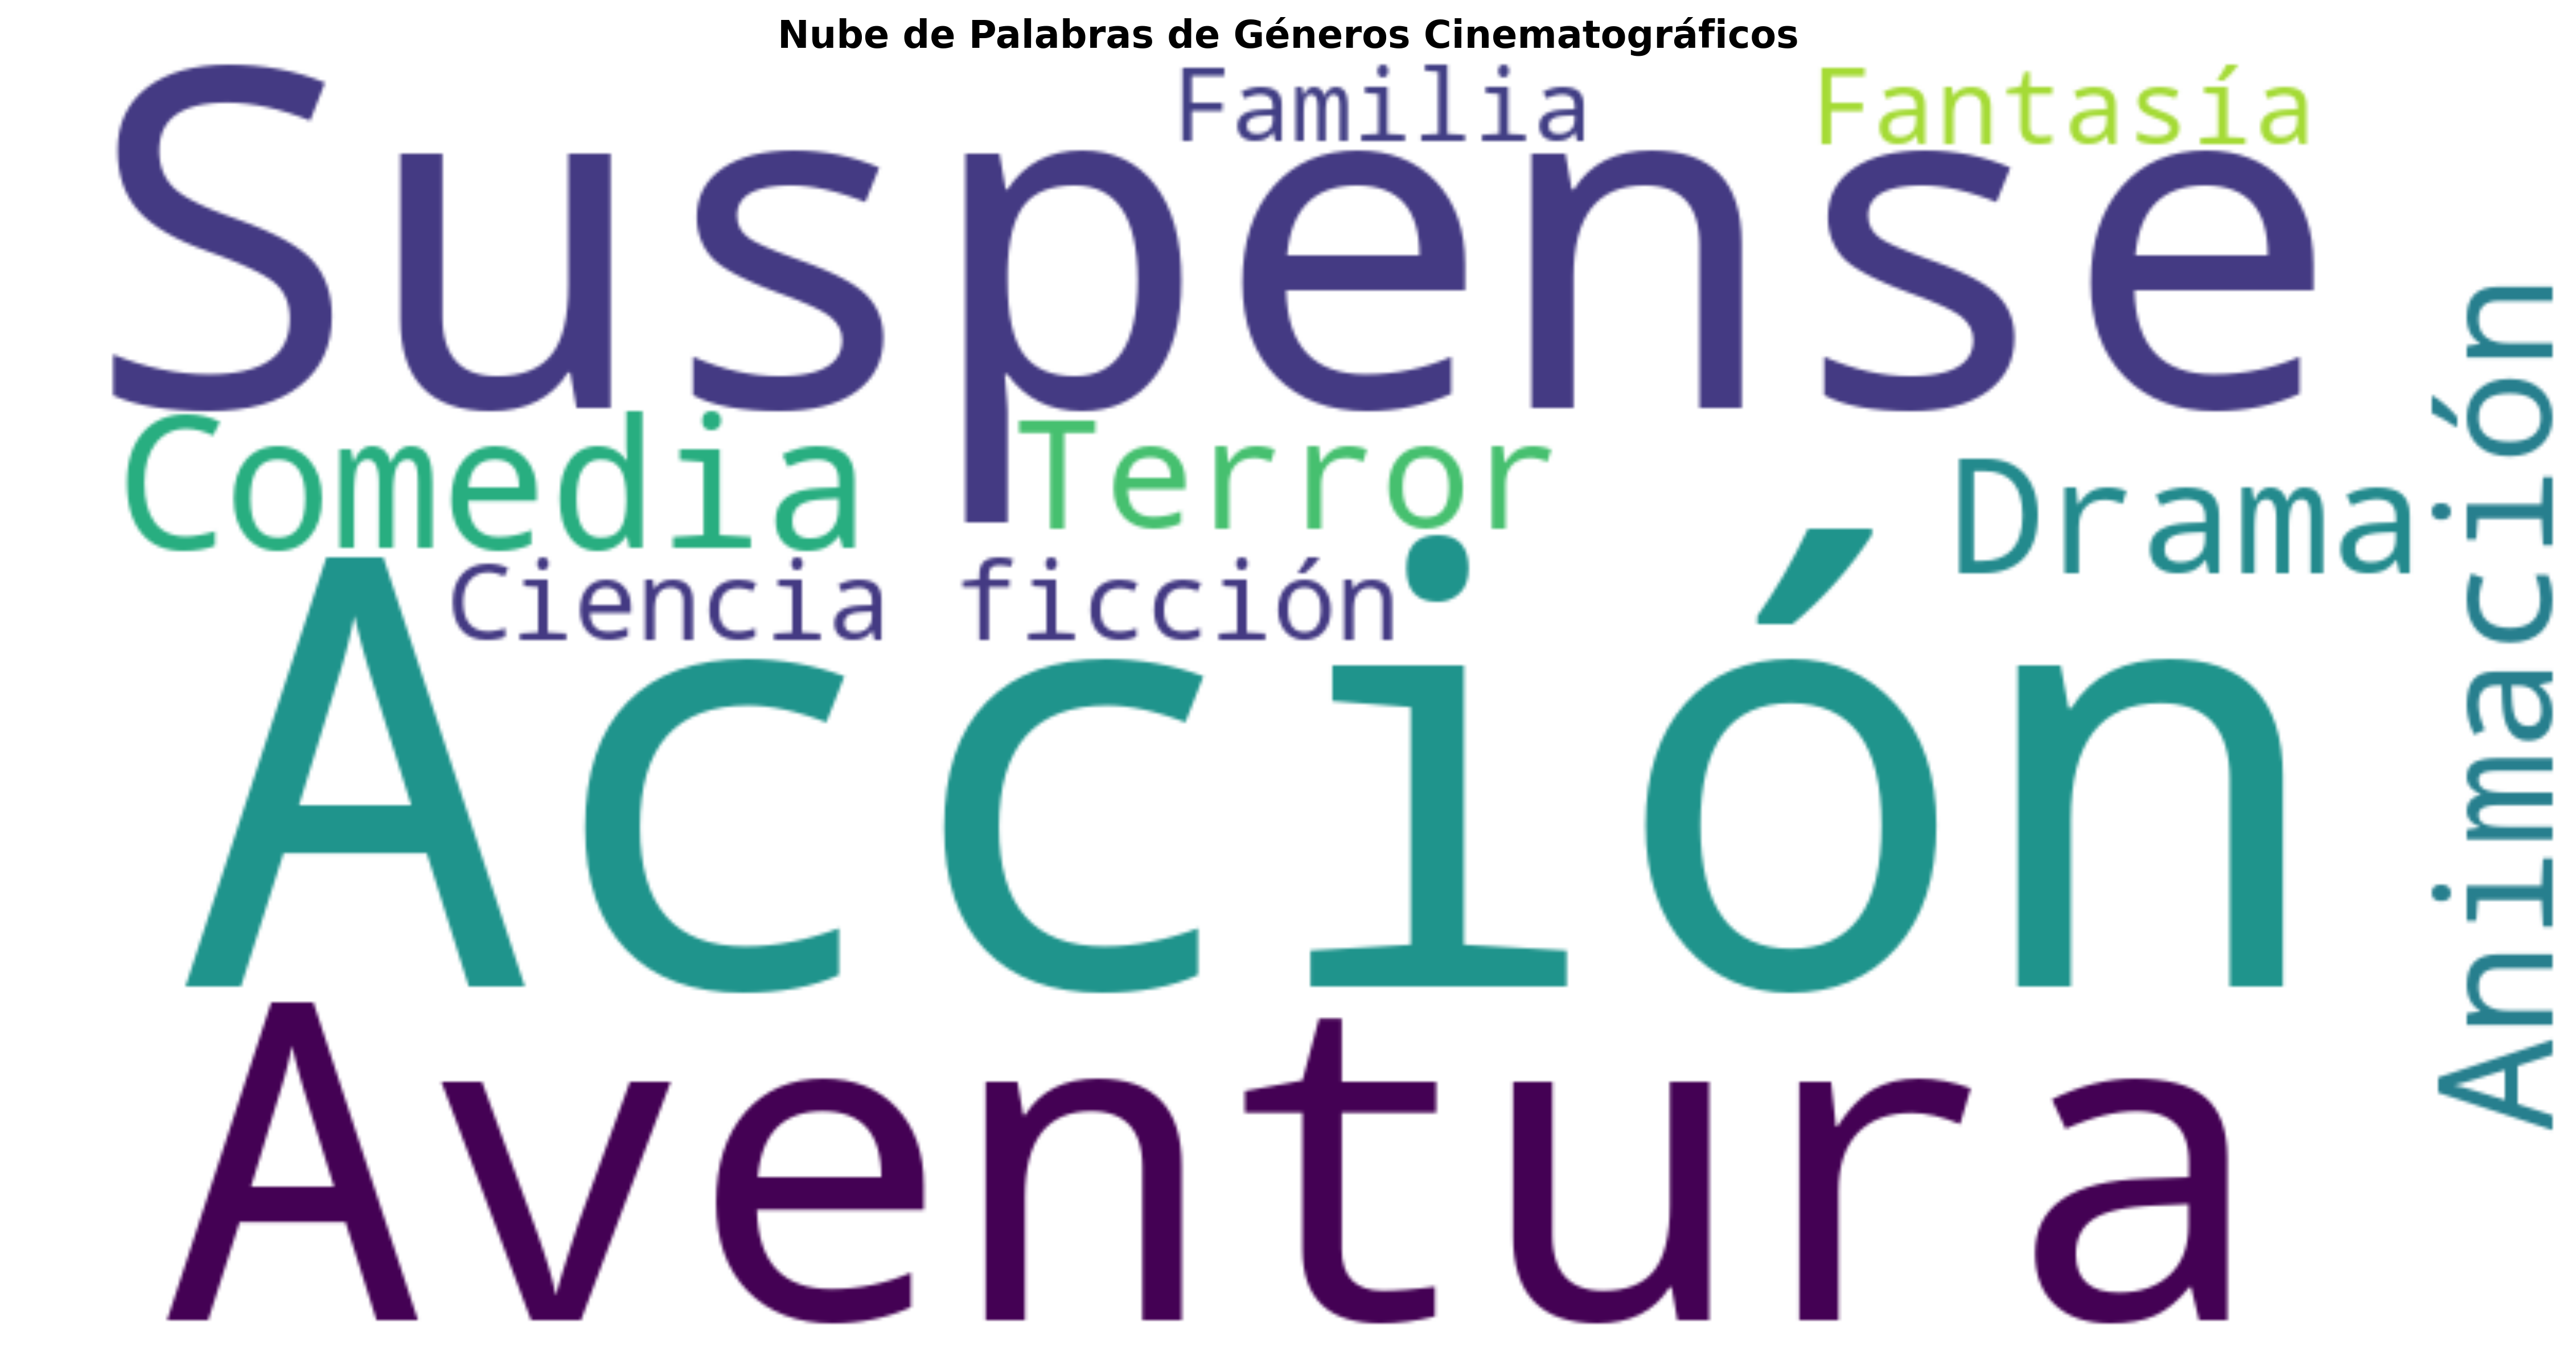 Nube de Palabras de Géneros Cinematográficos
Familia
Fantasía
Suspense
Comedia
Terror
Drama
Ciencia ficción
Acción
Animación
Aventura